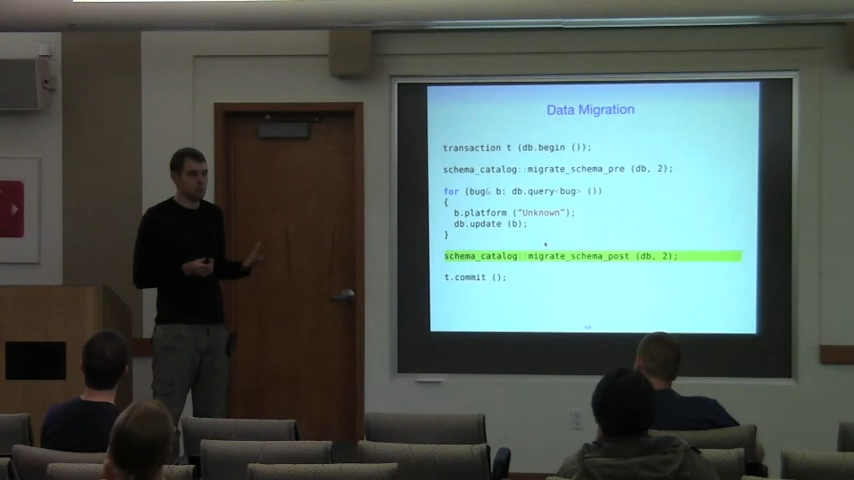 Data Migration
transaction t (db.begin ());
schema_catalog::migrate_schema_pre (db, 2);
for (bug& b: db.query<bug> ())
{
b.platform ("Unknown");
db.update (b);
}
schema_catalog::migrate_schema_post (db, 2);
t.commit ();